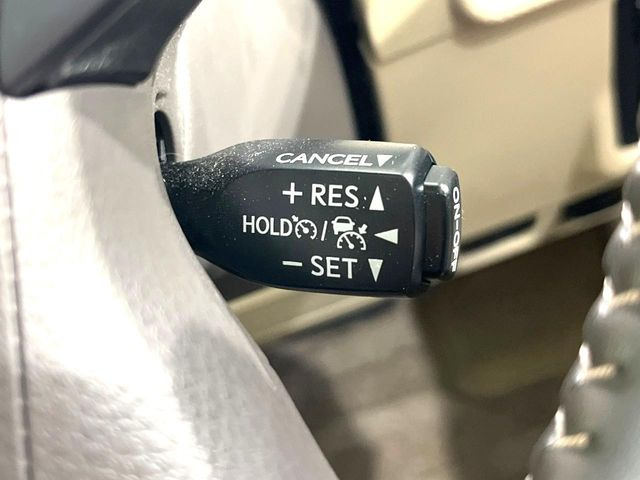 CANCEL▼
+ RES ▲
HOLD / ◀
− SET ▼
ON-OFF